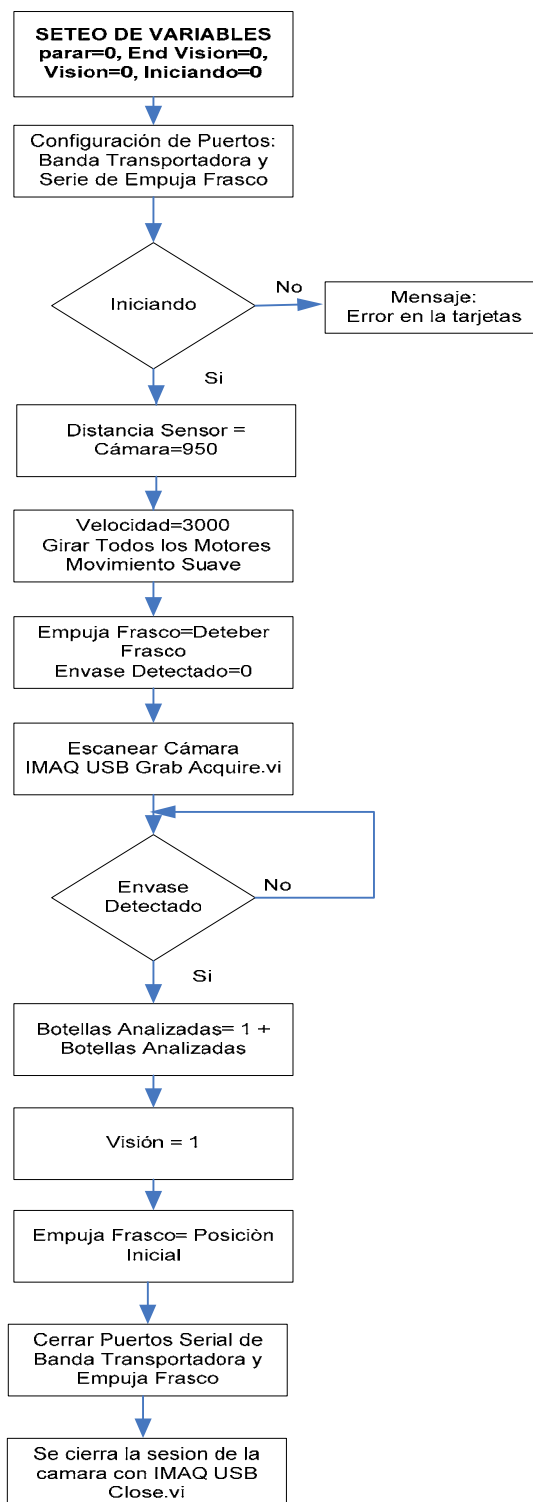 SETEO DE VARIABLES
parar=0, End Vision=0,
Vision=0, Iniciando=0
Configuración de Puertos:
Banda Transportadora y
Serie de Empuja Frasco
Iniciando
No
Mensaje:
Error en la tarjetas
Si
Distancia Sensor =
Cámara=950
Velocidad=3000
Girar Todos los Motores
Movimiento Suave
Empuja Frasco=Deteber
Frasco
Envase Detectado=0
Escanear Cámara
IMAQ USB Grab Acquire.vi
Envase
Detectado
No
Si
Botellas Analizadas= 1 +
Botellas Analizadas
Visión = 1
Empuja Frasco= Posiciòn
Inicial
Cerrar Puertos Serial de
Banda Transportadora y
Empuja Frasco
Se cierra la sesion de la
camara con IMAQ USB
Close.vi